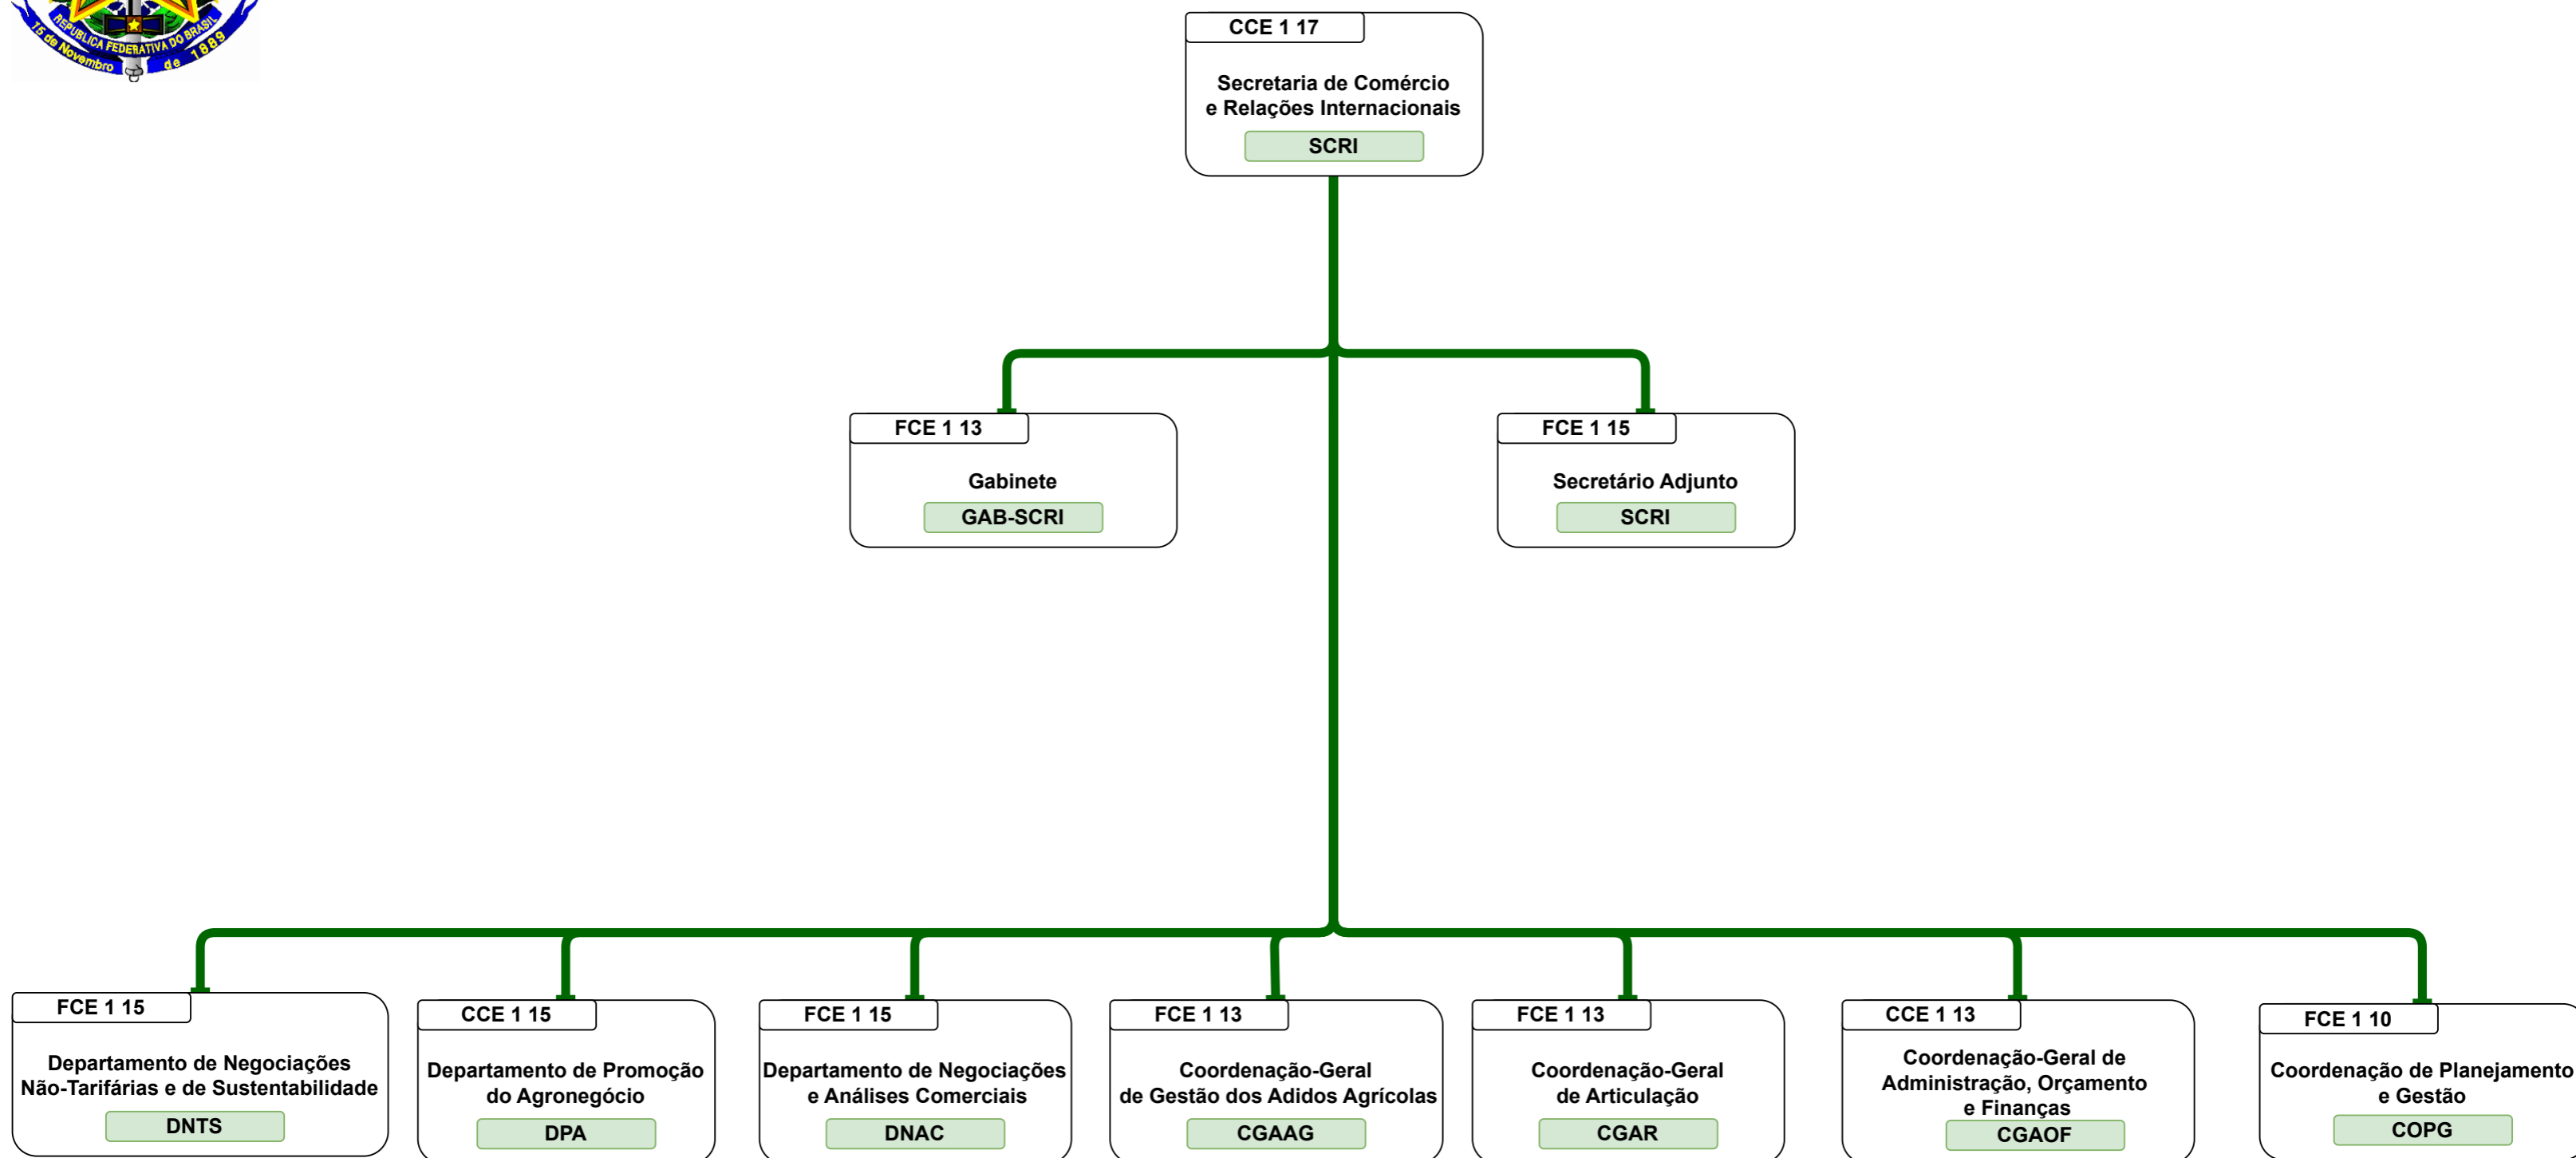 REPUBLICA FEDERATIVA DO BRASIL
15 de Novembro de 1889
CCE 1 17
Secretaria de Comércio
e Relações Internacionais
SCRI
FCE 1 13
Gabinete
GAB-SCRI
FCE 1 15
Secretário Adjunto
SCRI
FCE 1 15
Departamento de Negociações
Não-Tarifárias e de Sustentabilidade
DNTS
CCE 1 15
Departamento de Promoção
do Agronegócio
DPA
FCE 1 15
Departamento de Negociações
e Análises Comerciais
DNAC
FCE 1 13
Coordenação-Geral
de Gestão dos Adidos Agrícolas
CGAAG
FCE 1 13
Coordenação-Geral
de Articulação
CGAR
CCE 1 13
Coordenação-Geral de
Administração, Orçamento
e Finanças
CGAOF
FCE 1 10
Coordenação de Planejamento
e Gestão
COPG